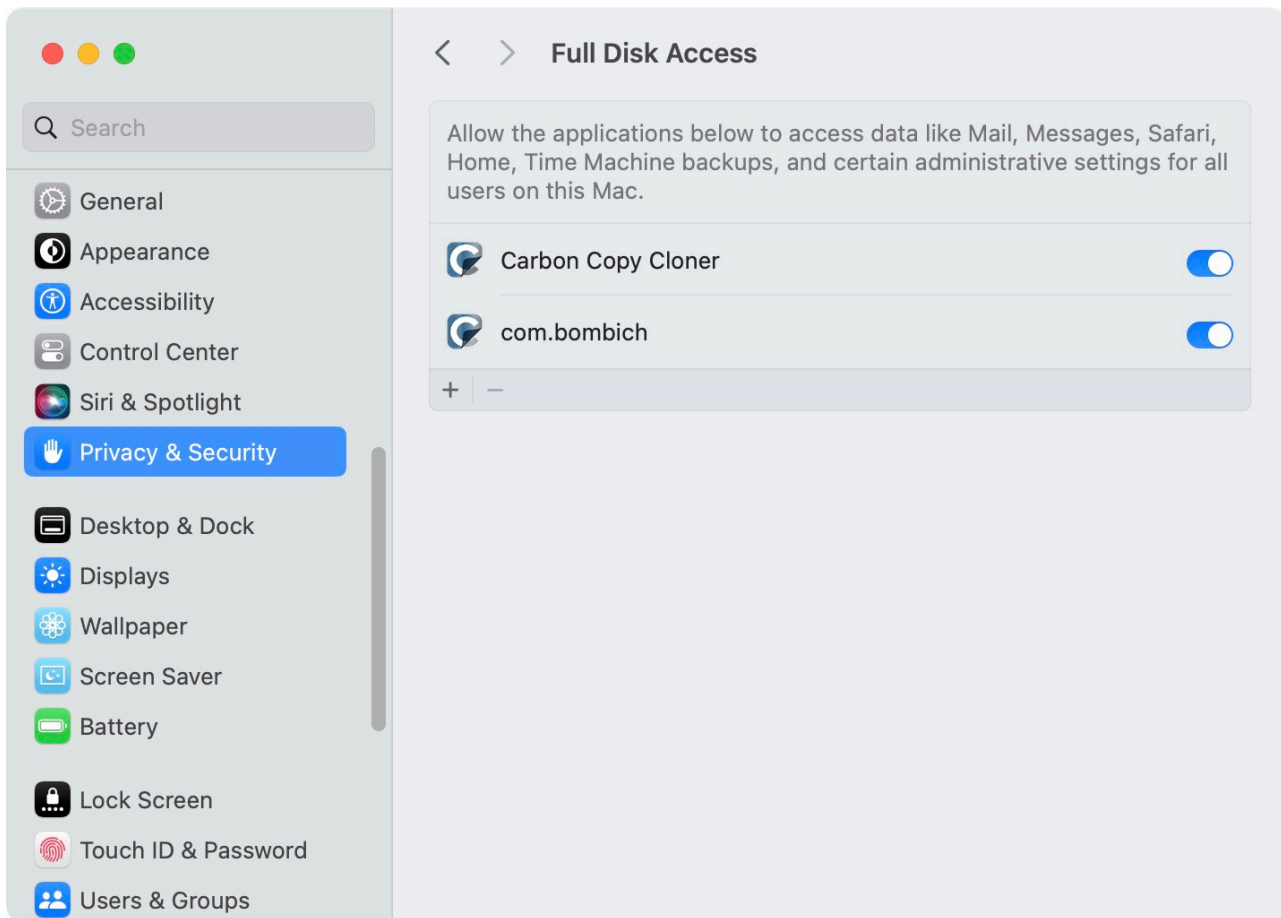 Search
General
Appearance
Accessibility
Control Center
Siri & Spotlight
Privacy & Security
Desktop & Dock
Displays
Wallpaper
Screen Saver
Battery
Lock Screen
Touch ID & Password
Users & Groups
Full Disk Access
Allow the applications below to access data like Mail, Messages, Safari,
Home, Time Machine backups, and certain administrative settings for all
users on this Mac.
Carbon Copy Cloner
com.bombich